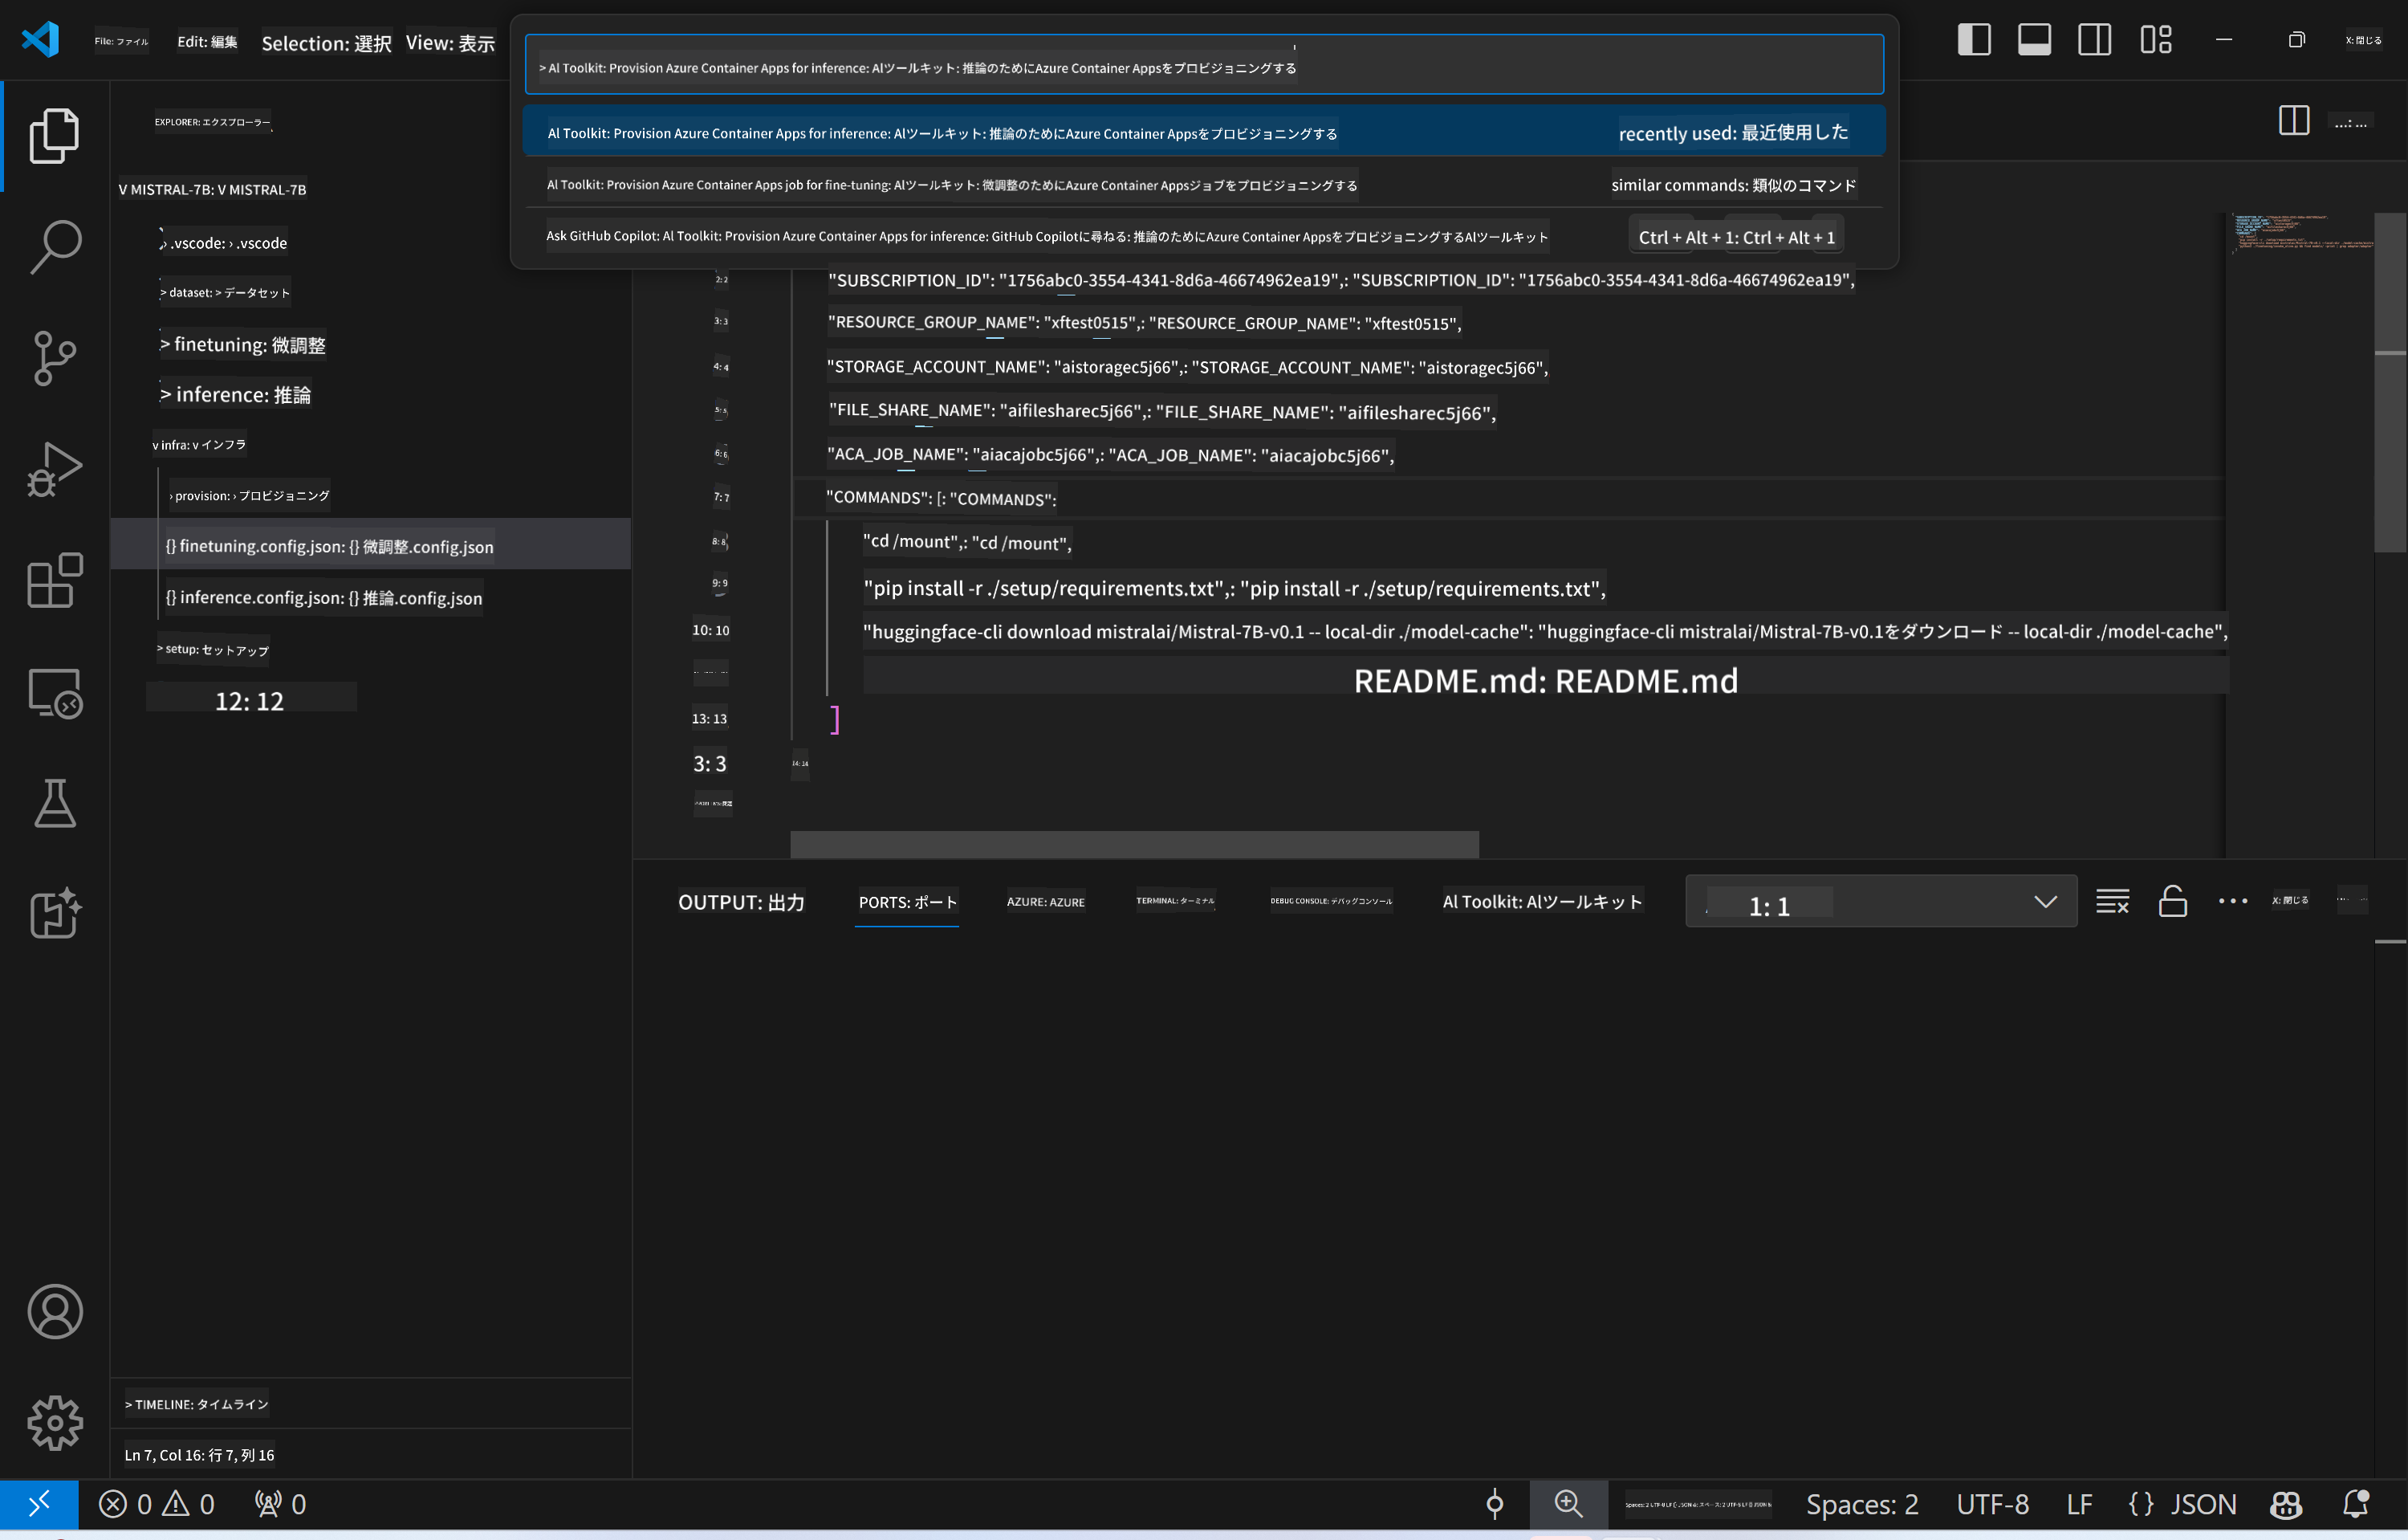 File: ファイル
Edit: 編集
Selection: 選択
View: 表示
> Al Toolkit: Provision Azure Container Apps for inference: AIツールキット: 推論のためにAzure Container Appsをプロビジョニングする
X: 閉じる
EXPLORER: エクスプローラー
Al Toolkit: Provision Azure Container Apps for inference: AIツールキット: 推論のためにAzure Container Appsをプロビジョニングする
recently used: 最近使用した
...: ...
V MISTRAL-7B: V MISTRAL-7B
Al Toolkit: Provision Azure Container Apps job for fine-tuning: AIツールキット: 微調整のためにAzure Container Appsジョブをプロビジョニングする
similar commands: 類似のコマンド
Ask GitHub Copilot: Al Toolkit: Provision Azure Container Apps for inference: GitHub Copilotに尋ねる: 推論のためにAzure Container AppsをプロビジョニングするAIツールキット
Ctrl + Alt + 1: Ctrl + Alt + 1
› .vscode: › .vscode
> dataset: > データセット
> finetuning: 微調整
> inference: 推論
v infra: v インフラ
› provision: › プロビジョニング
{} finetuning.config.json: {} 微調整.config.json
{} inference.config.json: {} 推論.config.json
> setup: セットアップ
12: 12
2: 2
"SUBSCRIPTION_ID": "1756abc0-3554-4341-8d6a-46674962ea19",: "SUBSCRIPTION_ID": "1756abc0-3554-4341-8d6a-46674962ea19",
3: 3
"RESOURCE_GROUP_NAME": "xftest0515",: "RESOURCE_GROUP_NAME": "xftest0515",
4: 4
"STORAGE_ACCOUNT_NAME": "aistoragec5j66",: "STORAGE_ACCOUNT_NAME": "aistoragec5j66",
5: 5
"FILE_SHARE_NAME": "aifilesharec5j66",: "FILE_SHARE_NAME": "aifilesharec5j66",
6: 6
"ACA_JOB_NAME": "aiacajobc5j66",: "ACA_JOB_NAME": "aiacajobc5j66",
7: 7
"COMMANDS": [: "COMMANDS":
8: 8
"cd /mount",: "cd /mount",
9: 9
"pip install -r ./setup/requirements.txt",: "pip install -r ./setup/requirements.txt",
10: 10
"huggingface-cli download mistralai/Mistral-7B-v0.1 -- local-dir ./model-cache": "huggingface-cli mistralai/Mistral-7B-v0.1をダウンロード -- local-dir ./model-cache",
README.md: README.md
13: 13
]
3: 3
14: 14
OUTPUT: 出力
PORTS: ポート
AZURE: AZURE
TERMINAL: ターミナル
DEBUG CONSOLE: デバッグコンソール
Al Toolkit: AIツールキット
1: 1
X: 閉じる
> TIMELINE: タイムライン
Ln 7, Col 16: 行 7, 列 16
0
0
0
Spaces: 2
UTF-8
LF
{} JSON